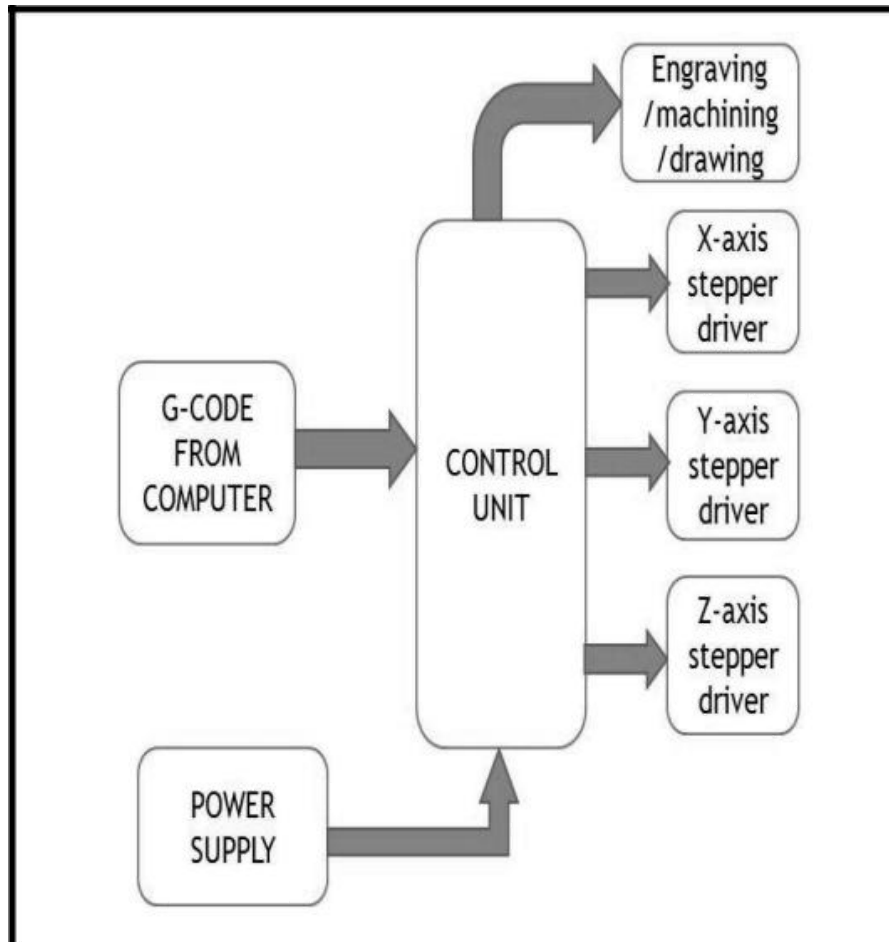 Engraving
/machining
/drawing
X-axis
stepper
driver
G-CODE
FROM
COMPUTER
CONTROL
UNIT
Y-axis
stepper
driver
Z-axis
stepper
driver
POWER
SUPPLY